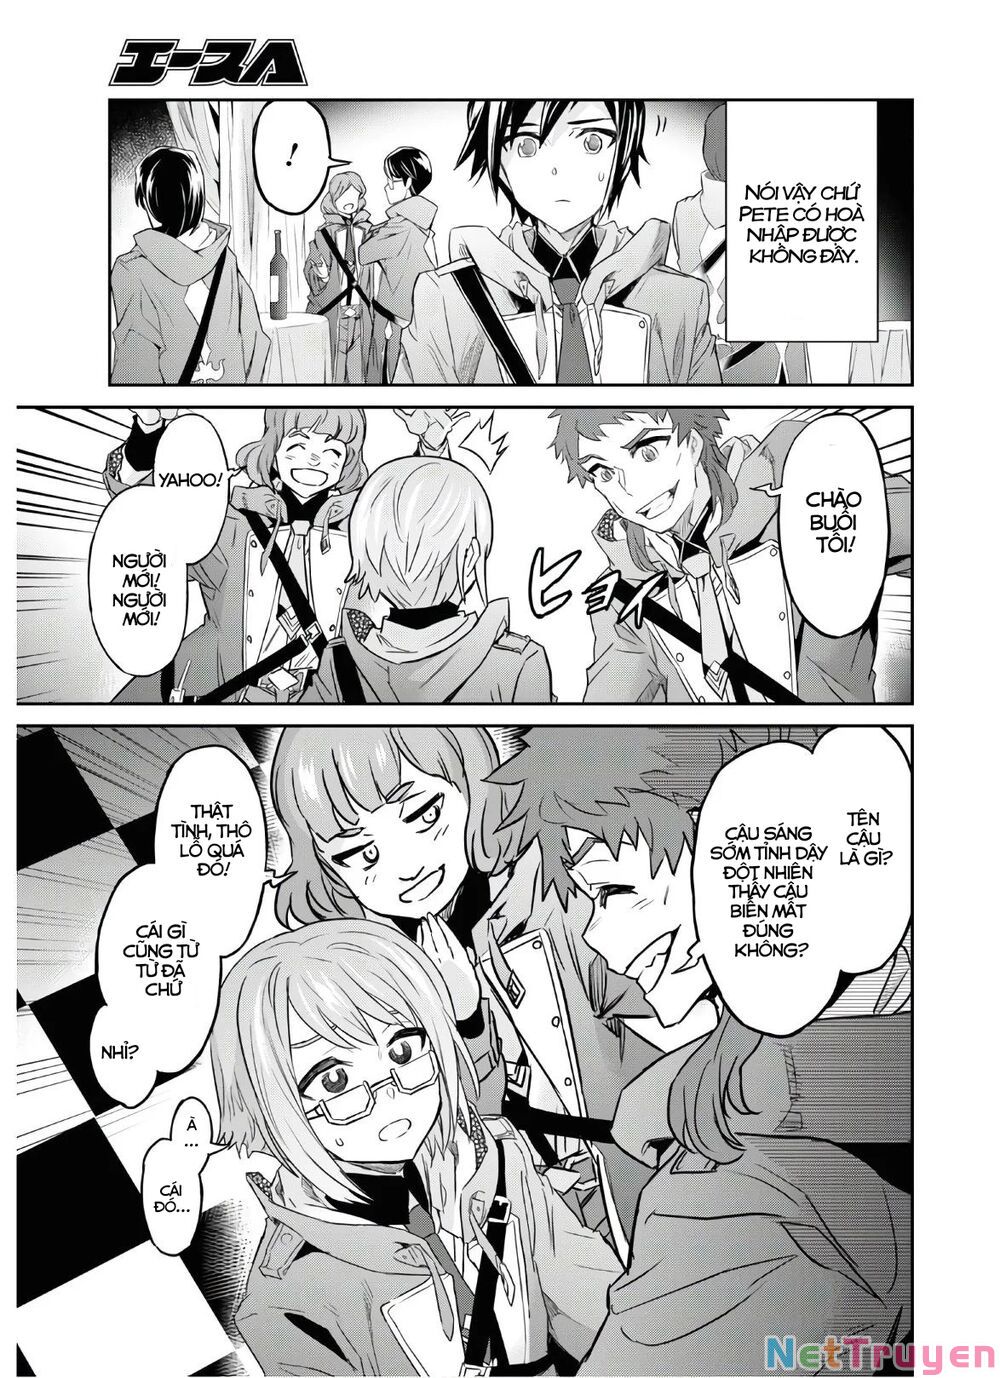 エースA
NÓI VẬY CHỨ
PETE CÓ HOÀ
NHẬP ĐƯỢC
KHÔNG ĐÂY.
!
CHÀO
BUỔI
TỐI!
ヒョイ
YAHOO!
NGƯỜI
MỚI!
NGƯỜI
MỚI!
TÊN
CẬU
LÀ GÌ?
CẬU SÁNG
SỚM TỈNH DẬY
ĐỘT NHIÊN
THẤY CẬU
BIẾN MẤT
ĐÚNG
KHÔNG?
THẬT
TÌNH, THÔ
LỖ QUÁ
ĐÓ!
CÁI GÌ
CŨNG TỪ
TỪ ĐÃ
CHỨ
NHỈ?
À
...
CÁI
ĐÓ...
NetTruyen